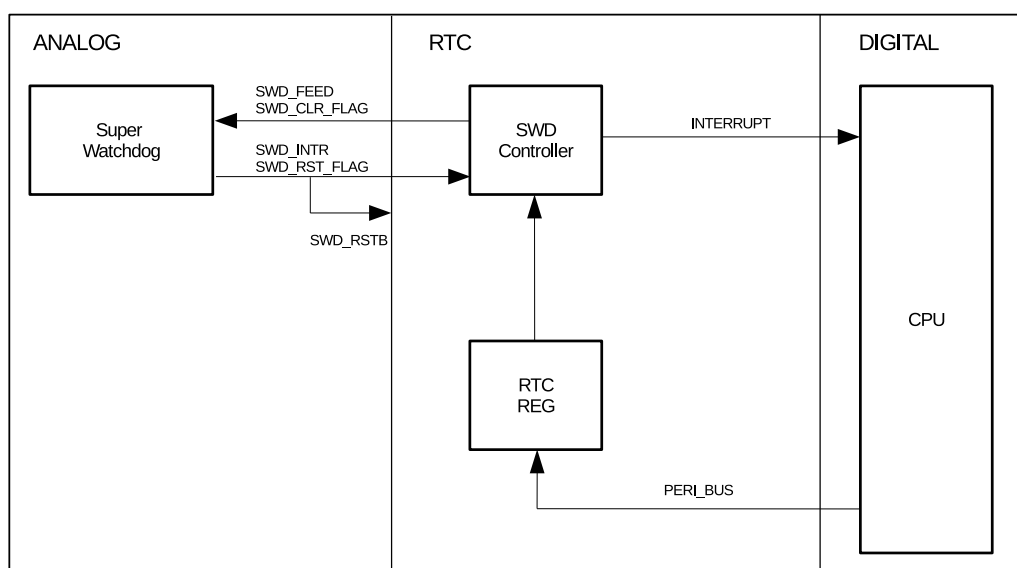 ANALOG
RTC
DIGITAL
SWD_FEED
SWD_CLR_FLAG
Super
Watchdog
SWD
Controller
INTERRUPT
SWD_INTR
SWD_RST_FLAG
SWD_RSTB
CPU
RTC
REG
PERI_BUS